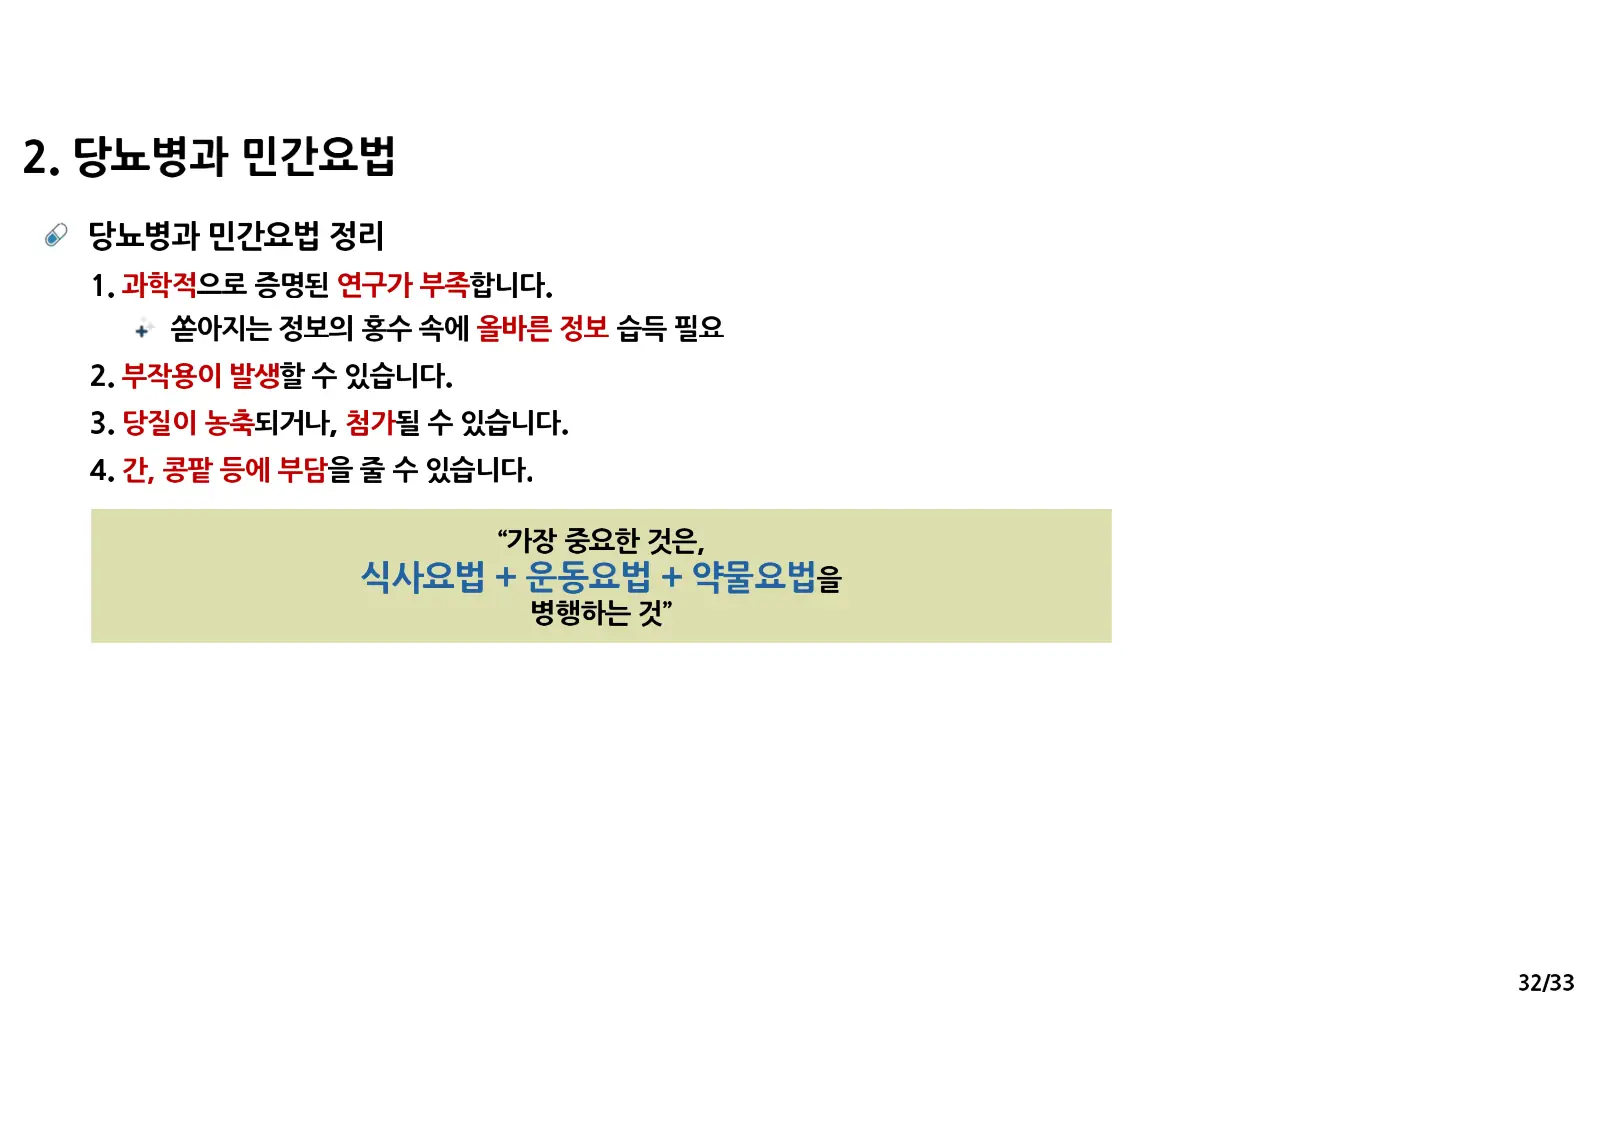 2. 당뇨병과 민간요법
당뇨병과 민간요법 정리
1. 과학적으로 증명된 연구가 부족합니다.
쏟아지는 정보의 홍수 속에 올바른 정보 습득 필요
2. 부작용이 발생할 수 있습니다.
3. 당질이 농축되거나, 첨가될 수 있습니다.
4. 간, 콩팥 등에 부담을 줄 수 있습니다.
“가장 중요한 것은,
식사요법 + 운동요법 + 약물요법을
병행하는 것”
32/33